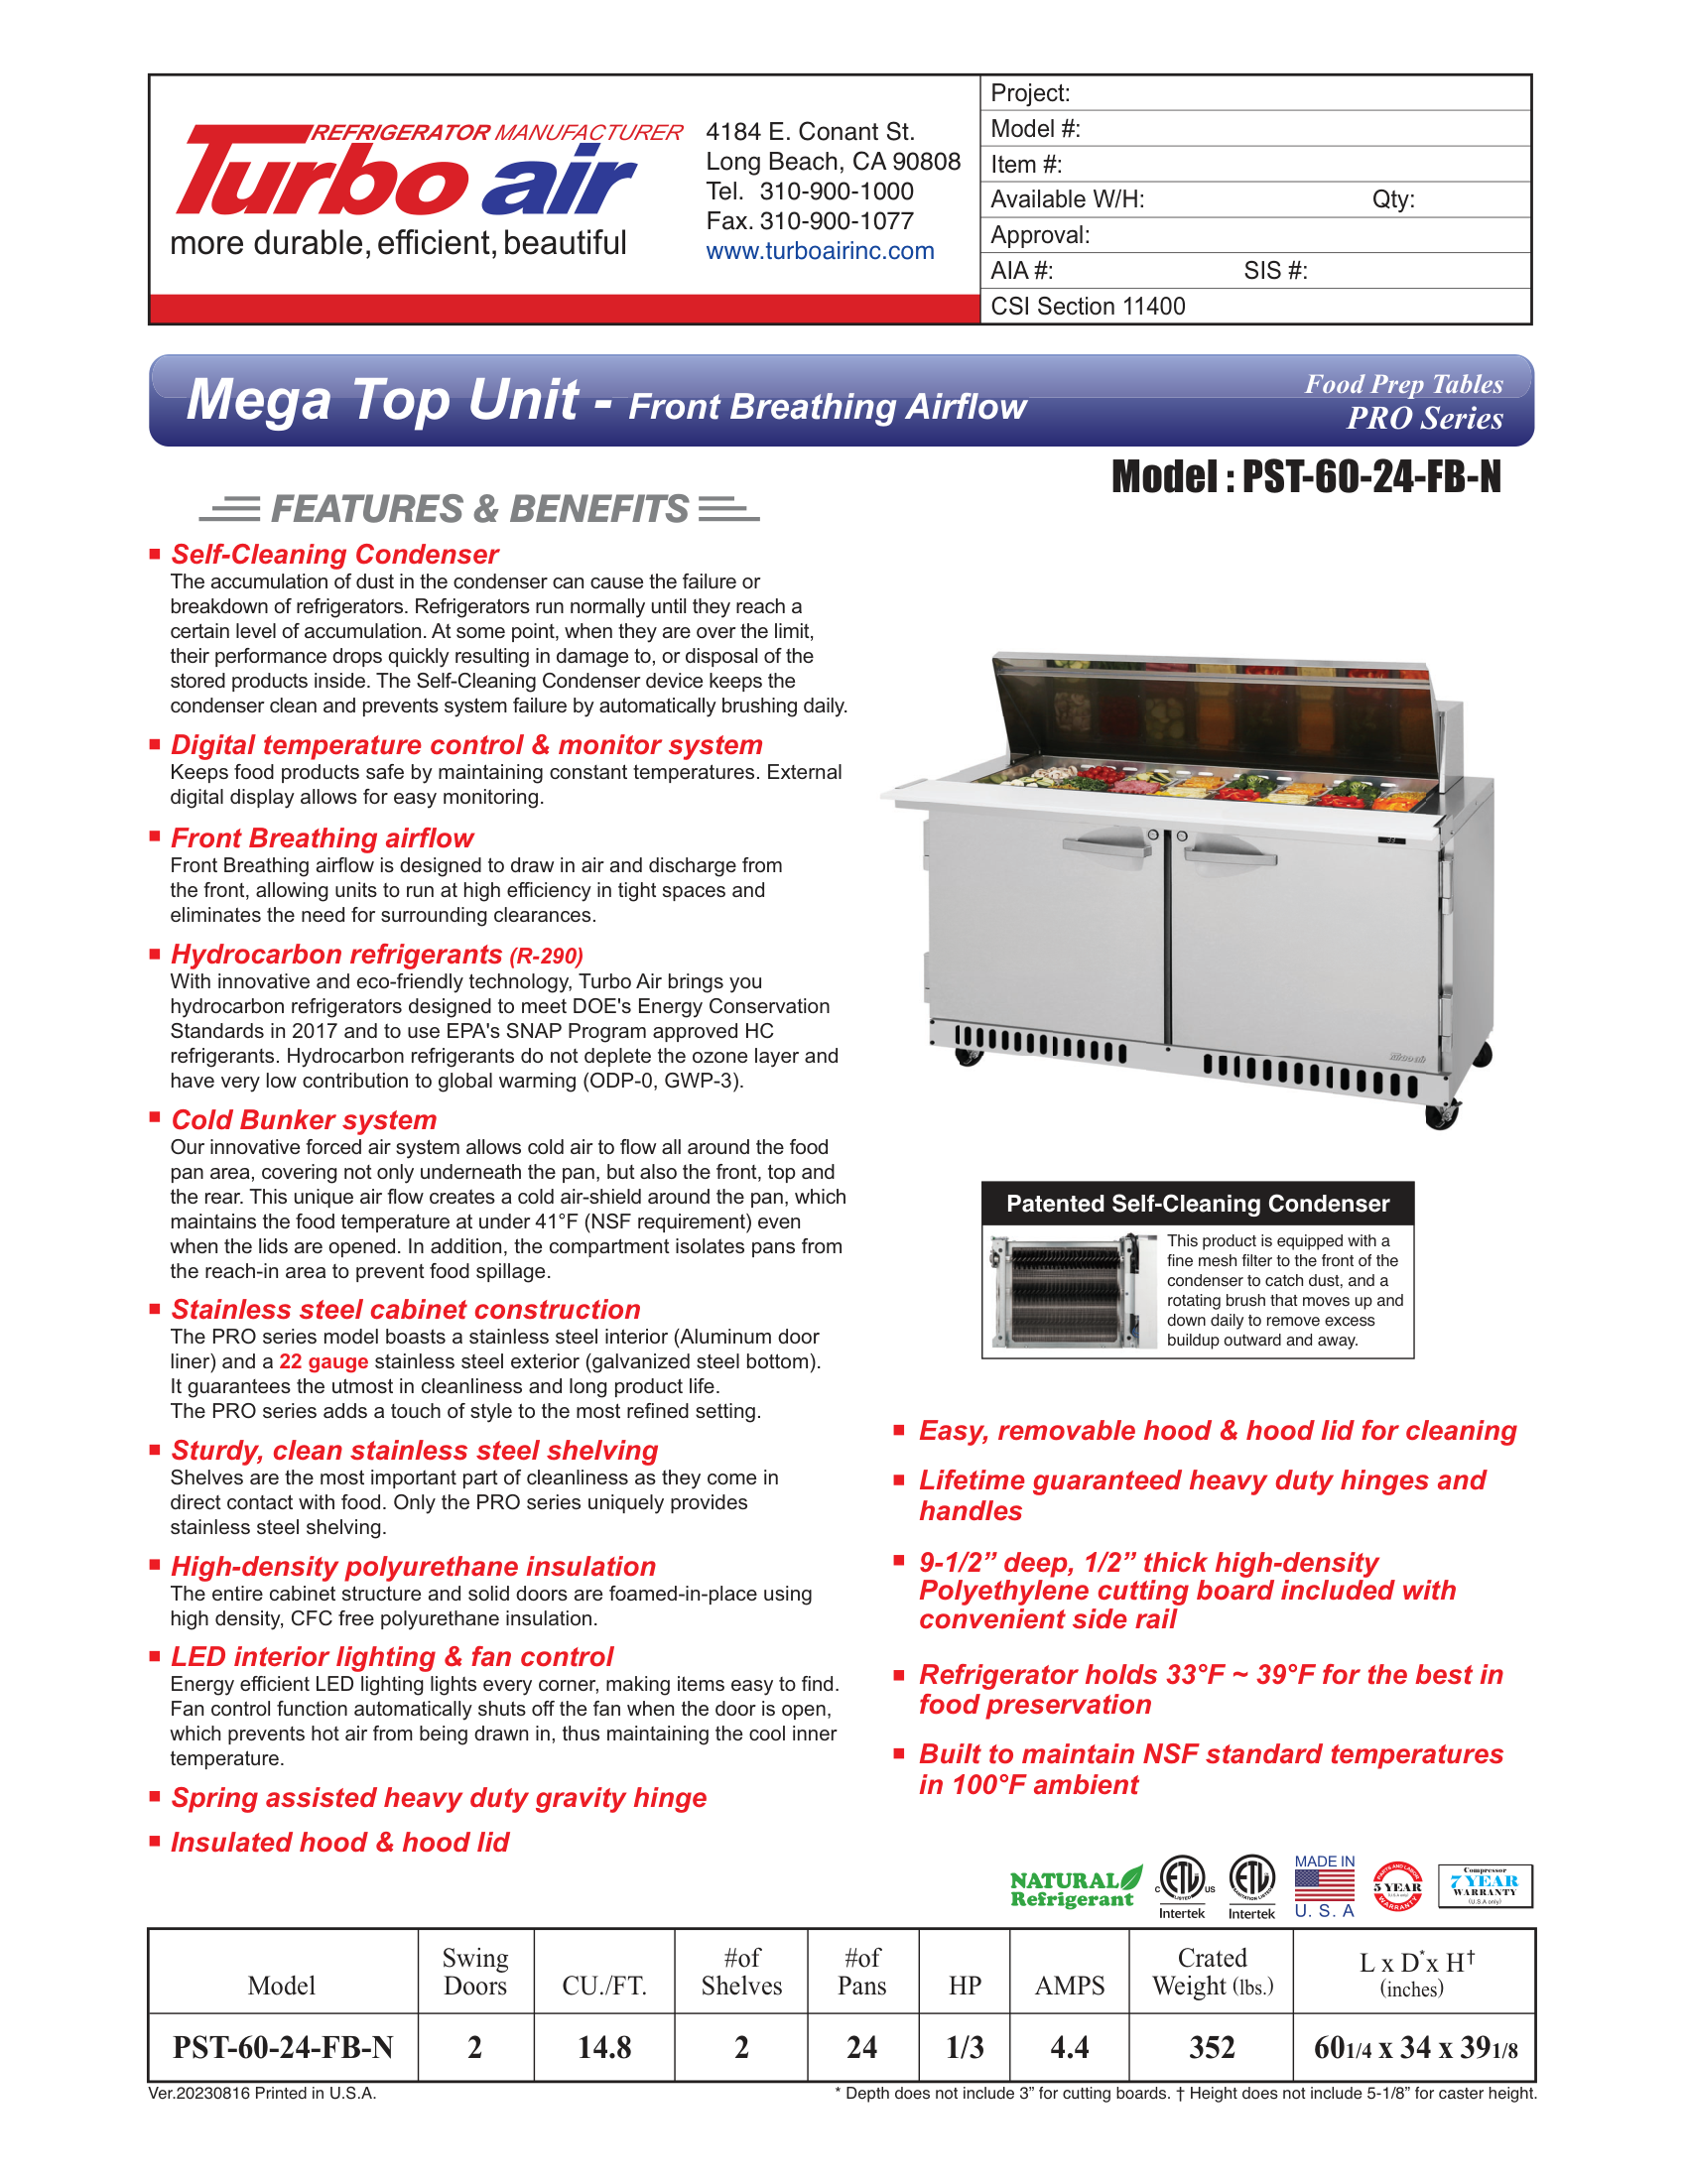 REFRIGERATOR MANUFACTURER
Turbo air
more durable, efficient, beautiful
4184 E. Conant St.
Long Beach, CA 90808
Tel. 310-900-1000
Fax. 310-900-1077
www.turboairinc.com
Project:
Model #:
Item #:
Available W/H: Qty:
Approval:
AIA #: SIS #:
CSI Section 11400
Mega Top Unit - Front Breathing Airflow
Food Prep Tables
PRO Series
Model : PST-60-24-FB-N
FEATURES & BENEFITS
Self-Cleaning Condenser
The accumulation of dust in the condenser can cause the failure or
breakdown of refrigerators. Refrigerators run normally until they reach a
certain level of accumulation. At some point, when they are over the limit,
their performance drops quickly resulting in damage to, or disposal of the
stored products inside. The Self-Cleaning Condenser device keeps the
condenser clean and prevents system failure by automatically brushing daily.
Digital temperature control & monitor system
Keeps food products safe by maintaining constant temperatures. External
digital display allows for easy monitoring.
Front Breathing airflow
Front Breathing airflow is designed to draw in air and discharge from
the front, allowing units to run at high efficiency in tight spaces and
eliminates the need for surrounding clearances.
Hydrocarbon refrigerants (R-290)
With innovative and eco-friendly technology, Turbo Air brings you
hydrocarbon refrigerators designed to meet DOE's Energy Conservation
Standards in 2017 and to use EPA's SNAP Program approved HC
refrigerants. Hydrocarbon refrigerants do not deplete the ozone layer and
have very low contribution to global warming (ODP-0, GWP-3).
Cold Bunker system
Our innovative forced air system allows cold air to flow all around the food
pan area, covering not only underneath the pan, but also the front, top and
the rear. This unique air flow creates a cold air-shield around the pan, which
maintains the food temperature at under 41°F (NSF requirement) even
when the lids are opened. In addition, the compartment isolates pans from
the reach-in area to prevent food spillage.
Stainless steel cabinet construction
The PRO series model boasts a stainless steel interior (Aluminum door
liner) and a 22 gauge stainless steel exterior (galvanized steel bottom).
It guarantees the utmost in cleanliness and long product life.
The PRO series adds a touch of style to the most refined setting.
Sturdy, clean stainless steel shelving
Shelves are the most important part of cleanliness as they come in
direct contact with food. Only the PRO series uniquely provides
stainless steel shelving.
High-density polyurethane insulation
The entire cabinet structure and solid doors are foamed-in-place using
high density, CFC free polyurethane insulation.
LED interior lighting & fan control
Energy efficient LED lighting lights every corner, making items easy to find.
Fan control function automatically shuts off the fan when the door is open,
which prevents hot air from being drawn in, thus maintaining the cool inner
temperature.
Spring assisted heavy duty gravity hinge
Insulated hood & hood lid
Turbo air
Patented Self-Cleaning Condenser
This product is equipped with a
fine mesh filter to the front of the
condenser to catch dust, and a
rotating brush that moves up and
down daily to remove excess
buildup outward and away.
Easy, removable hood & hood lid for cleaning
Lifetime guaranteed heavy duty hinges and
handles
9-1/2” deep, 1/2” thick high-density
Polyethylene cutting board included with
convenient side rail
Refrigerator holds 33°F ~ 39°F for the best in
food preservation
Built to maintain NSF standard temperatures
in 100°F ambient
NATURAL
Refrigerant
C ETL US
LISTED
Intertek
ETL
SANITATION LISTED
Intertek
MADE IN
U. S. A
PARTS AND LABOR
5 YEAR
(U.S.A only)
WARRANTY
Compressor
7 YEAR
WARRANTY
(U.S.A only)
Model Swing Doors CU./FT. #of Shelves #of Pans HP AMPS Crated Weight (lbs.) L x D* x H† (inches)
PST-60-24-FB-N 2 14.8 2 24 1/3 4.4 352 60 1/4 x 34 x 39 1/8
Ver.20230816 Printed in U.S.A.
* Depth does not include 3” for cutting boards. † Height does not include 5-1/8” for caster height.